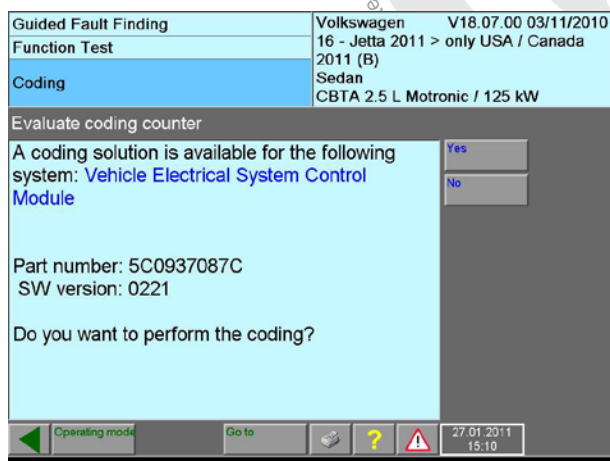 Guided Fault Finding
Function Test
Coding
Volkswagen V18.07.00 03/11/2010
16 - Jetta 2011 > only USA / Canada
2011 (B)
Sedan
CBTA 2.5 L Motronic / 125 kW
Evaluate coding counter
A coding solution is available for the following
system: Vehicle Electrical System Control
Module
Part number: 5C0937087C
SW version: 0221
Do you want to perform the coding?
Yes
No
Operating mode
Go to
?
27.01.2011
15:10